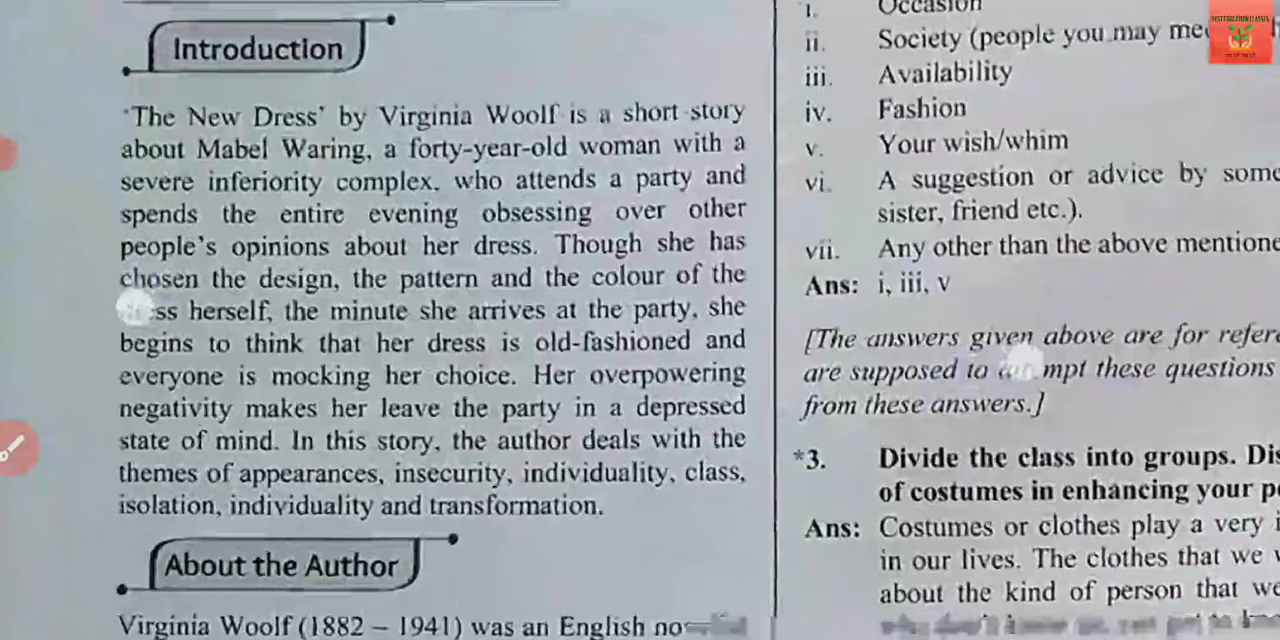 Introduction
'The New Dress' by Virginia Woolf is a short story
about Mabel Waring, a forty-year-old woman with a
severe inferiority complex, who attends a party and
spends the entire evening obsessing over other
people's opinions about her dress. Though she has
chosen the design, the pattern and the colour of the
herself, the minute she arrives at the party, she
begins to think that her dress is old-fashioned and
everyone is mocking her choice. Her overpowering
negativity makes her leave the party in a depressed
state of mind. In this story, the author deals with the
themes of appearances, insecurity, individuality, class,
isolation, individuality and transformation.
About the Author
Virginia Woolf (1882 – 1941) was an English
i. Occasion
ii. Society (people you may
iii. Availability
iv. Fashion
v. Your wish/whim
vi. A suggestion or advice by
sister, friend etc.).
vii. Any other than the above
Ans: i, iii, v
[The answers given above are for
are supposed to these questions
from these answers.]
*3. Divide the class into groups.
of costumes in enhancing your
Ans: Costumes or clothes play a very
in our lives. The clothes that we
about the kind of person that